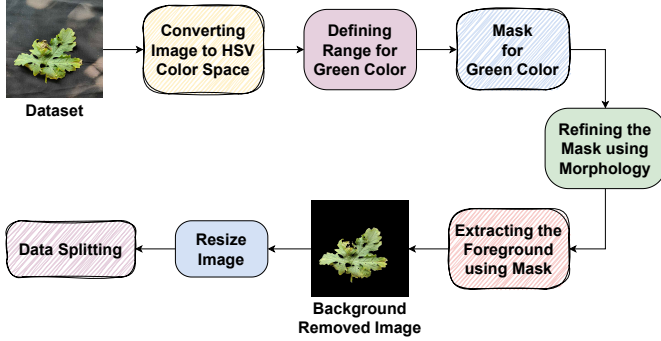 Dataset
Converting
Image to HSV
Color Space
Defining
Range for
Green Color
Mask
for
Green Color
Refining the
Mask using
Morphology
Extracting the
Foreground
using Mask
Background
Removed Image
Resize
Image
Data Splitting